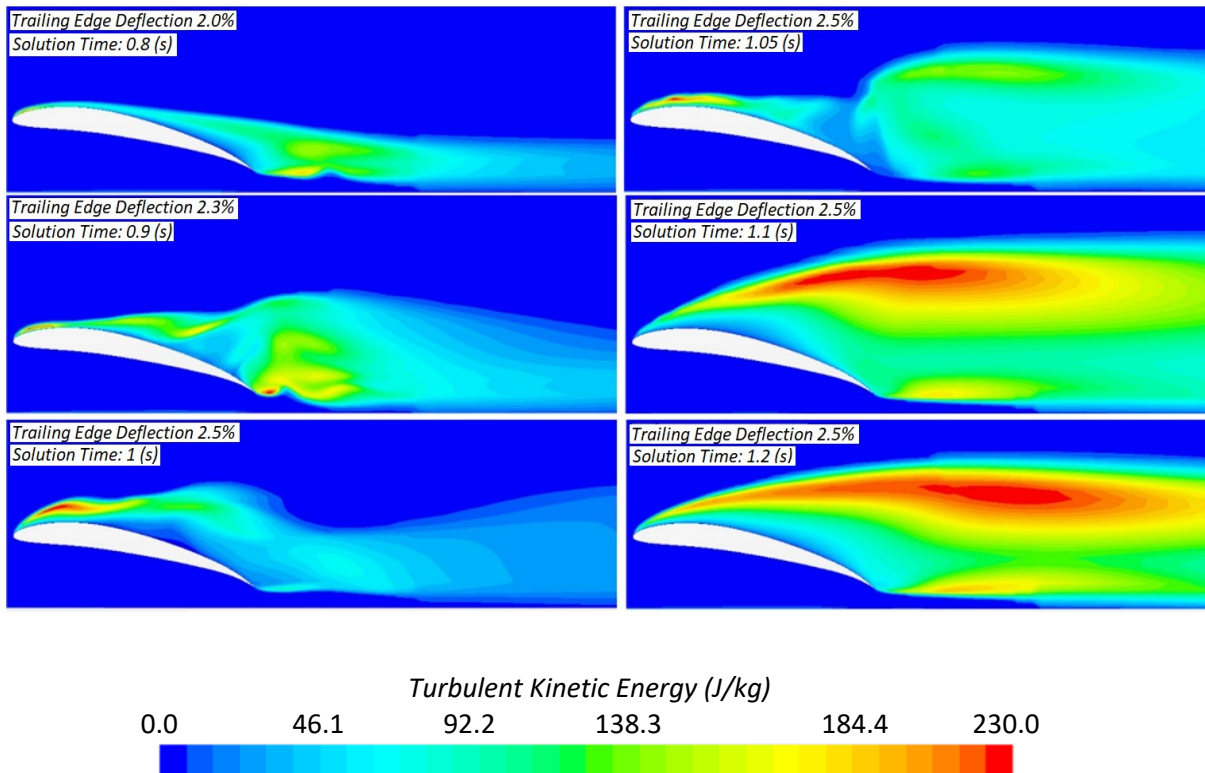 Trailing Edge Deflection 2.0%
Solution Time: 0.8 (s)
Trailing Edge Deflection 2.3%
Solution Time: 0.9 (s)
Trailing Edge Deflection 2.5%
Solution Time: 1 (s)
Trailing Edge Deflection 2.5%
Solution Time: 1.05 (s)
Trailing Edge Deflection 2.5%
Solution Time: 1.1 (s)
Trailing Edge Deflection 2.5%
Solution Time: 1.2 (s)
Turbulent Kinetic Energy (J/kg)
0.0 46.1 92.2 138.3 184.4 230.0